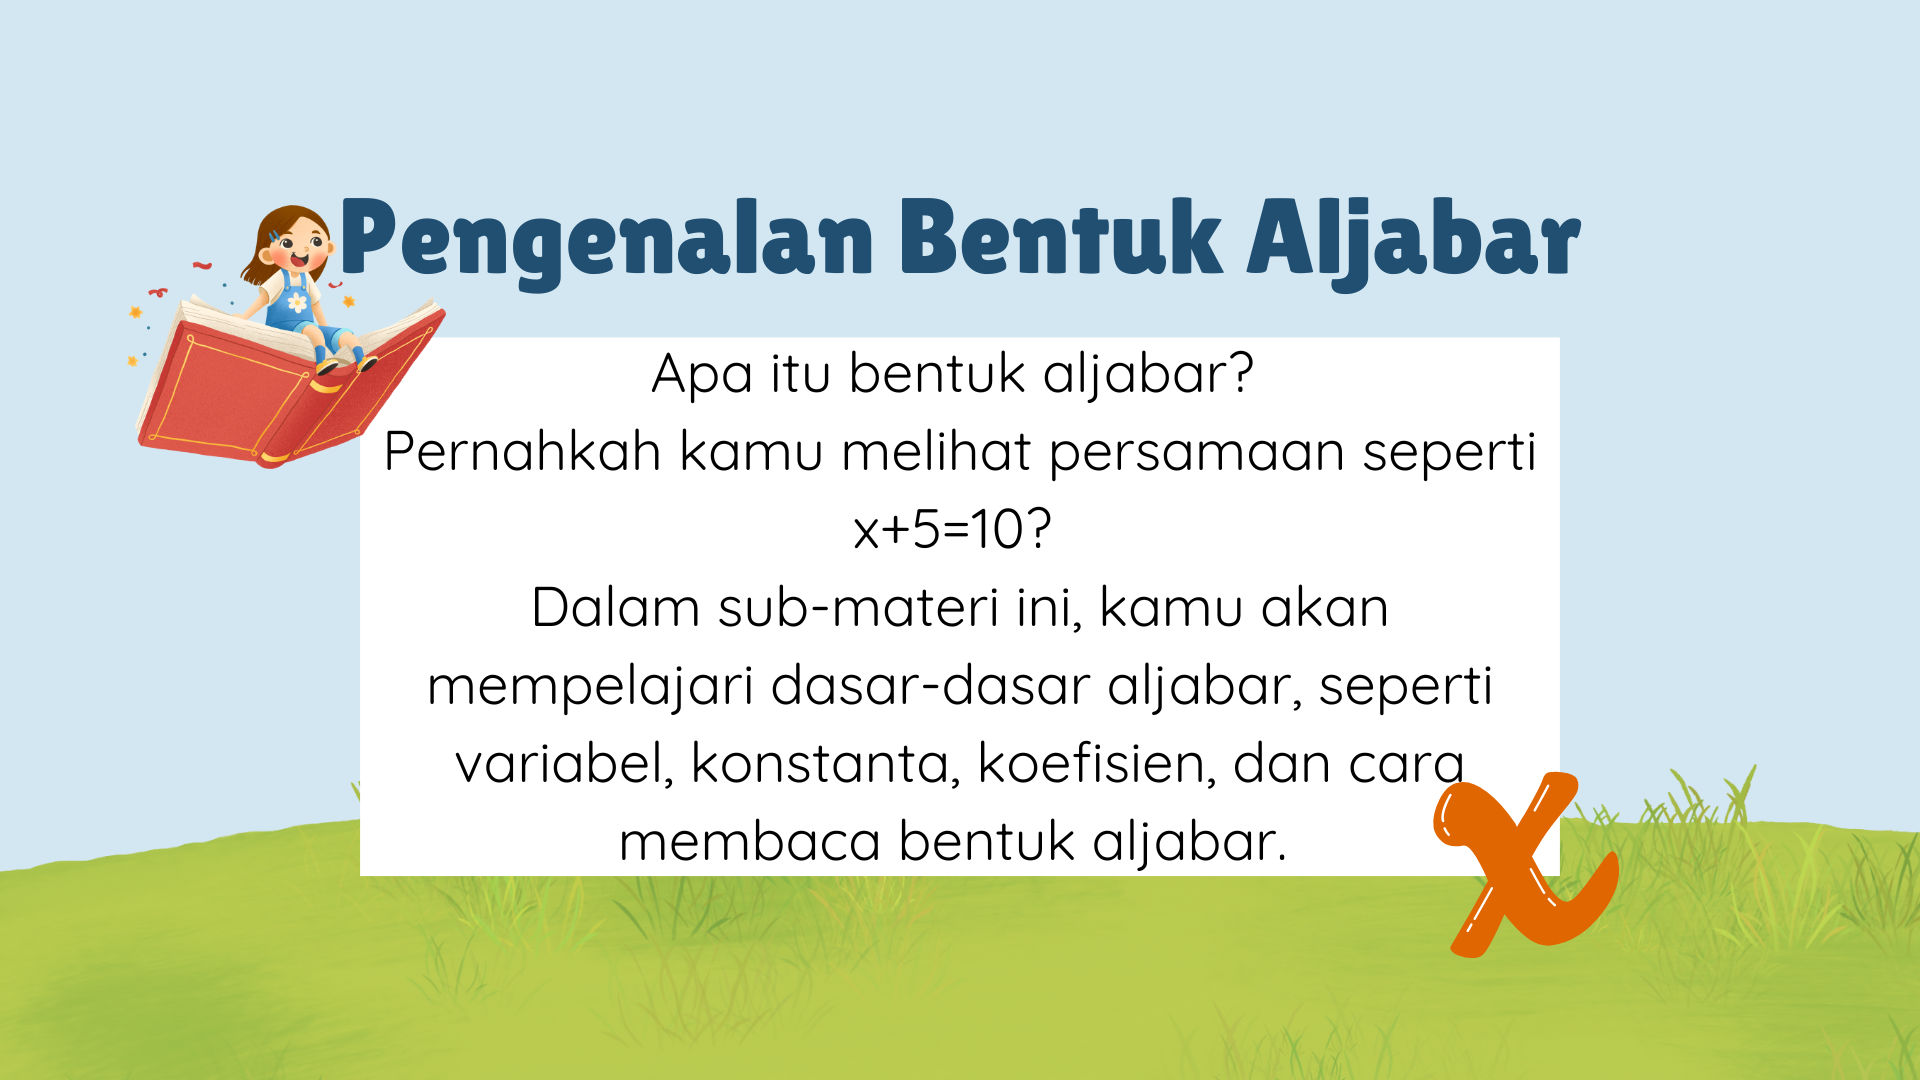 Pengenalan Bentuk Aljabar
Apa itu bentuk aljabar?
Pernahkah kamu melihat persamaan seperti
x+5=10?
Dalam sub-materi ini, kamu akan
mempelajari dasar-dasar aljabar, seperti
variabel, konstanta, koefisien, dan cara
membaca bentuk aljabar.
x